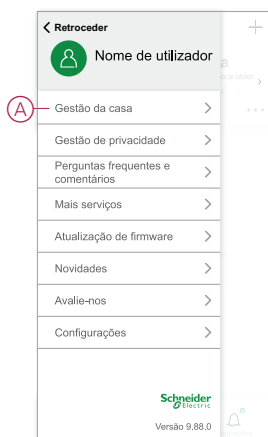 Retroceder
Nome de utilizador
A
Gestão da casa
Gestão de privacidade
Perguntas frequentes e
comentários
Mais serviços
Atualização de firmware
Novidades
Avalie-nos
Configurações
Schneider
Electric
Versão 9.88.0